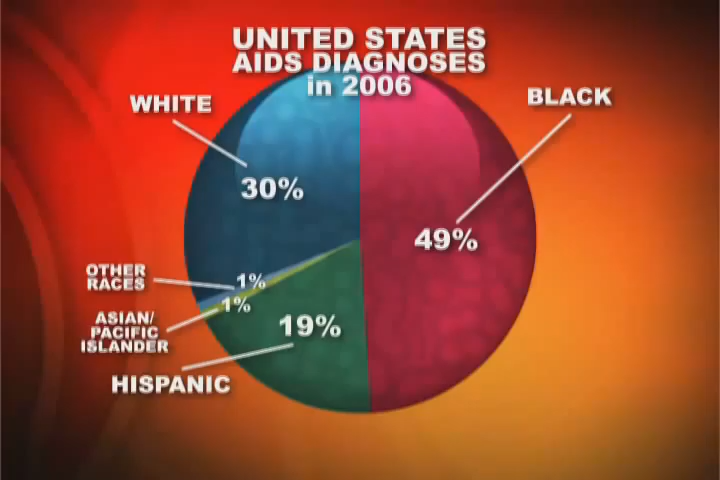 UNITED STATES
AIDS DIAGNOSES
in 2006
WHITE
BLACK
30%
49%
OTHER
RACES
1%
ASIAN/
PACIFIC
ISLANDER
1%
19%
HISPANIC